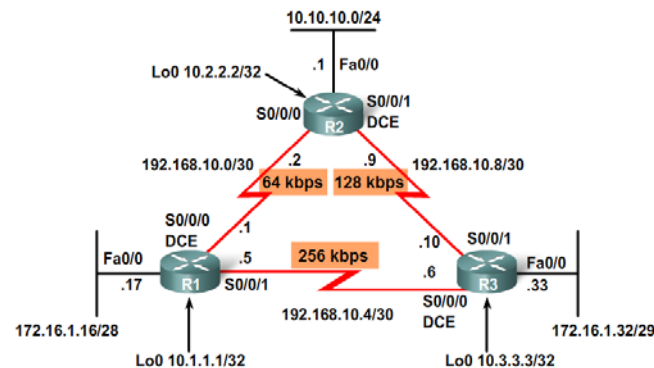 10.10.10.0/24
.1 Fa0/0
Lo0 10.2.2.2/32
S0/0/0
S0/0/1
DCE
R2
192.168.10.0/30
.2
.9
192.168.10.8/30
64 kbps
128 kbps
S0/0/0
DCE
.1
.10
S0/0/1
Fa0/0
.17
R1
.5
S0/0/1
256 kbps
.6
R3
Fa0/0
.33
S0/0/0
DCE
192.168.10.4/30
172.16.1.16/28
172.16.1.32/29
Lo0 10.1.1.1/32
Lo0 10.3.3.3/32